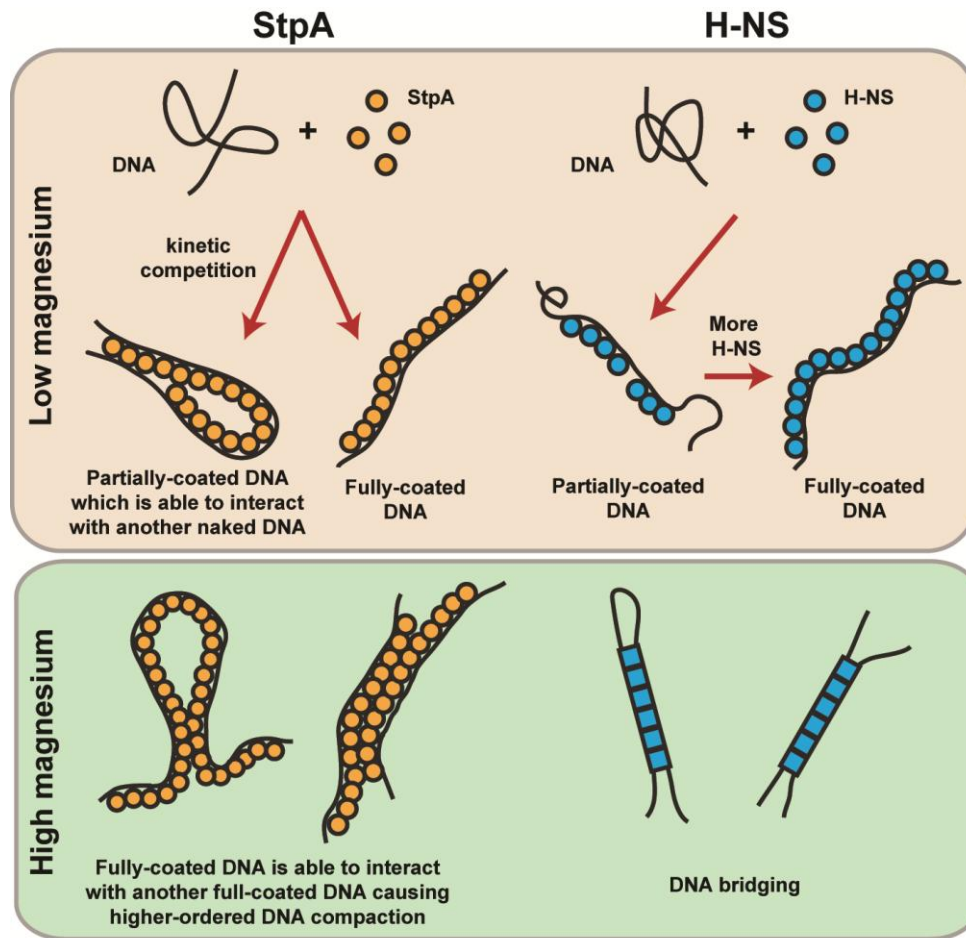 StpA
H-NS
Low magnesium
DNA
+
StpA
DNA
+
H-NS
kinetic
competition
More
H-NS
Partially-coated DNA
which is able to interact
with another naked DNA
Fully-coated
DNA
Partially-coated
DNA
Fully-coated
DNA
High magnesium
Fully-coated DNA is able to interact
with another full-coated DNA causing
higher-ordered DNA compaction
DNA bridging